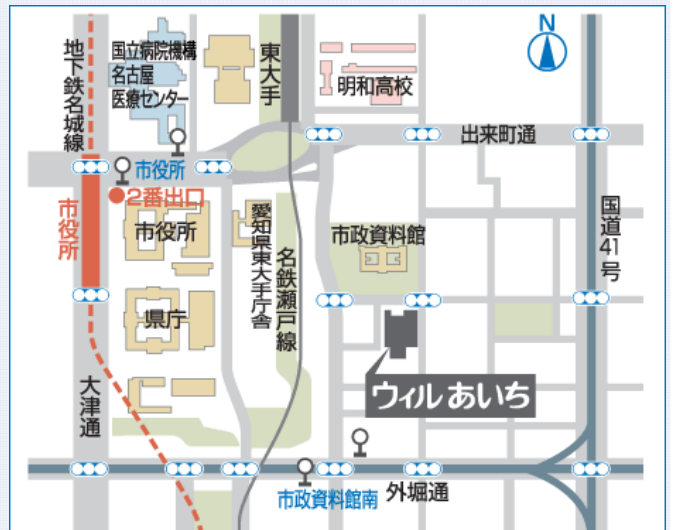 N
国立病院機構
名古屋
医療センター
地下鉄名城線
東大手
明和高校
出来町通
市役所
2番出口
市役所
市役所
愛知県東大手庁舎
名鉄瀬戸線
市政資料館
国道41号
県庁
ウィルあいち
大津通
市政資料館南
外堀通